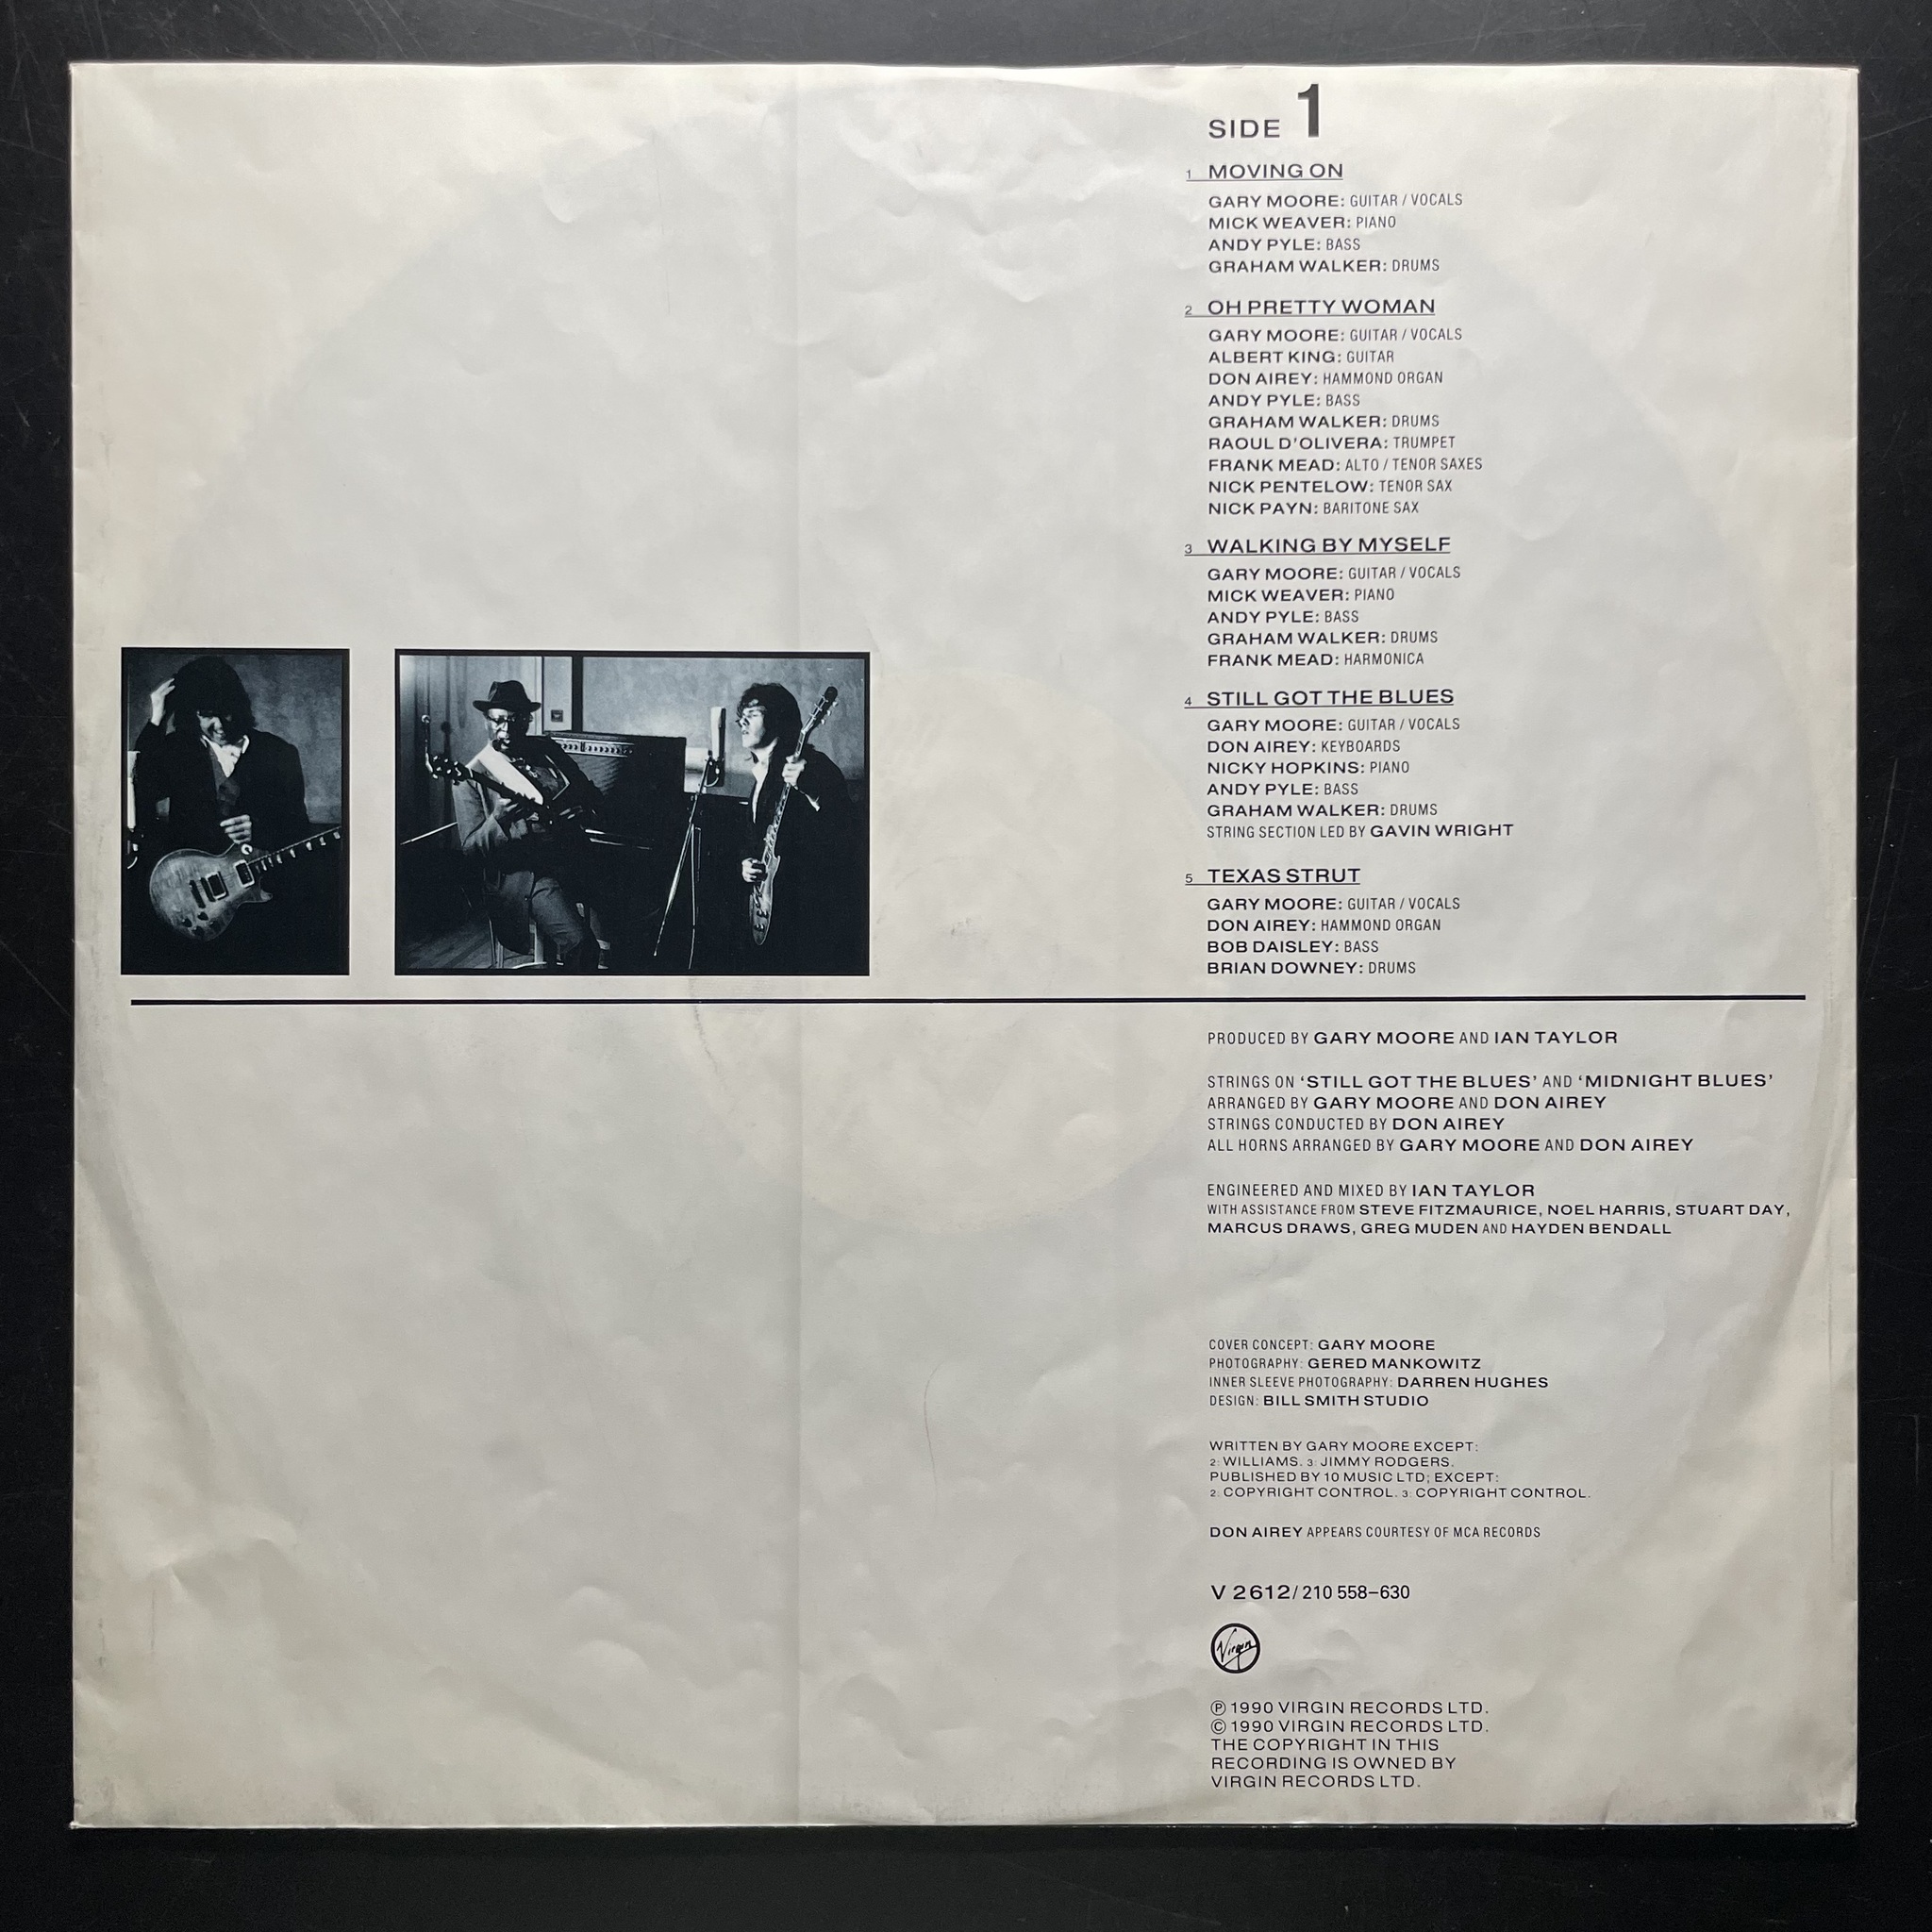 SIDE 1
1 MOVING ON
GARY MOORE: GUITAR / VOCALS
MICK WEAVER: PIANO
ANDY PYLE: BASS
GRAHAM WALKER: DRUMS
2 OH PRETTY WOMAN
GARY MOORE: GUITAR / VOCALS
ALBERT KING: GUITAR
DON AIREY: HAMMOND ORGAN
ANDY PYLE: BASS
GRAHAM WALKER: DRUMS
RAOUL D'OLIVERA: TRUMPET
FRANK MEAD: ALTO / TENOR SAXES
NICK PENTELOW: TENOR SAX
NICK PAYN: BARITONE SAX
3 WALKING BY MYSELF
GARY MOORE: GUITAR / VOCALS
MICK WEAVER: PIANO
ANDY PYLE: BASS
GRAHAM WALKER: DRUMS
FRANK MEAD: HARMONICA
4 STILL GOT THE BLUES
GARY MOORE: GUITAR / VOCALS
DON AIREY: KEYBOARDS
NICKY HOPKINS: PIANO
ANDY PYLE: BASS
GRAHAM WALKER: DRUMS
STRING SECTION LED BY GAVIN WRIGHT
5 TEXAS STRUT
GARY MOORE: GUITAR / VOCALS
DON AIREY: HAMMOND ORGAN
BOB DAISLEY: BASS
BRIAN DOWNEY: DRUMS
PRODUCED BY GARY MOORE AND IAN TAYLOR
STRINGS ON 'STILL GOT THE BLUES' AND 'MIDNIGHT BLUES'
ARRANGED BY GARY MOORE AND DON AIREY
STRINGS CONDUCTED BY DON AIREY
ALL HORNS ARRANGED BY GARY MOORE AND DON AIREY
ENGINEERED AND MIXED BY IAN TAYLOR
WITH ASSISTANCE FROM STEVE FITZMAURICE, NOEL HARRIS, STUART DAY,
MARCUS DRAWS, GREG MUDEN AND HAYDEN BENDALL
COVER CONCEPT: GARY MOORE
PHOTOGRAPHY: GERED MANKOWITZ
INNER SLEEVE PHOTOGRAPHY: DARREN HUGHES
DESIGN: BILL SMITH STUDIO
WRITTEN BY GARY MOORE EXCEPT:
2: WILLIAMS. 3: JIMMY RODGERS.
PUBLISHED BY 10 MUSIC LTD; EXCEPT:
2: COPYRIGHT CONTROL. 3: COPYRIGHT CONTROL.
DON AIREY APPEARS COURTESY OF MCA RECORDS
V 2612/210 558–630
Virgin
℗ 1990 VIRGIN RECORDS LTD.
© 1990 VIRGIN RECORDS LTD.
THE COPYRIGHT IN THIS
RECORDING IS OWNED BY
VIRGIN RECORDS LTD.